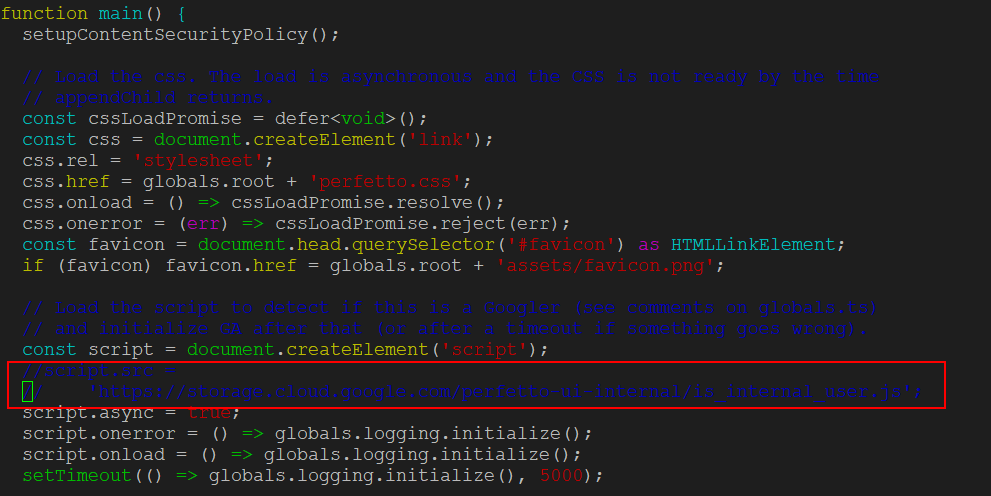 function main() {
  setupContentSecurityPolicy();
  // Load the css. The load is asynchronous and the CSS is not ready by the time
  // appendChild returns.
  const cssLoadPromise = defer<void>();
  const css = document.createElement('link');
  css.rel = 'stylesheet';
  css.href = globals.root + 'perfetto.css';
  css.onload = () => cssLoadPromise.resolve();
  css.onerror = (err) => cssLoadPromise.reject(err);
  const favicon = document.head.querySelector('#favicon') as HTMLLinkElement;
  if (favicon) favicon.href = globals.root + 'assets/favicon.png';
  // Load the script to detect if this is a Googler (see comments on globals.ts)
  // and initialize GA after that (or after a timeout if something goes wrong).
  const script = document.createElement('script');
  //script.src =
  //    'https://storage.cloud.google.com/perfetto-ui-internal/is_internal_user.js';
  script.async = true;
  script.onerror = () => globals.logging.initialize();
  script.onload = () => globals.logging.initialize();
  setTimeout(() => globals.logging.initialize(), 5000);